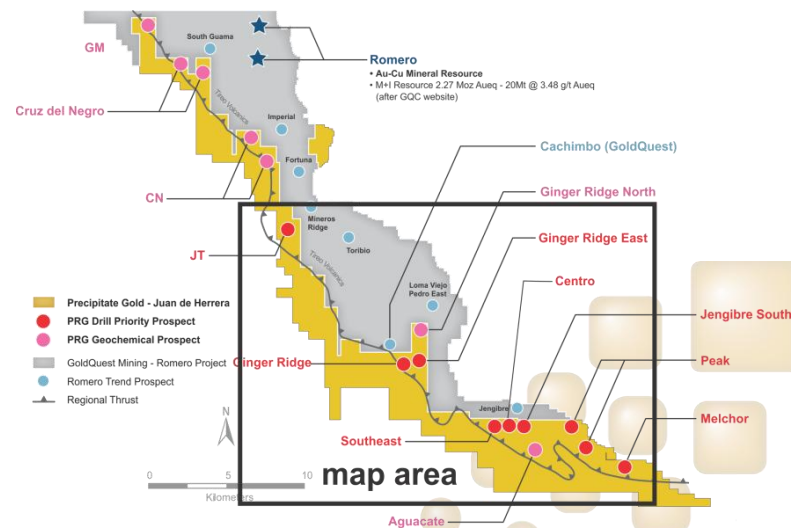 GM
South Guama
Romero
• Au-Cu Mineral Resource
• M+I Resource 2.27 Moz Aueq - 20Mt @ 3.48 g/t Aueq
(after GQC website)
Cruz del Negro
Tireo Volcanics
Imperial
Cachimbo (GoldQuest)
Fortuna
CN
Ginger Ridge North
Mineros
Ridge
JT
Toribio
Ginger Ridge East
Tireo Volcanics
Centro
Loma Viejo
Pedro East
Precipitate Gold - Juan de Herrera
PRG Drill Priority Prospect
PRG Geochemical Prospect
GoldQuest Mining - Romero Project
Romero Trend Prospect
Regional Thrust
Jengibre South
Ginger Ridge
Peak
Jengibre
N
Southeast
Melchor
0 5 10
Kilometers
map area
Aguacate